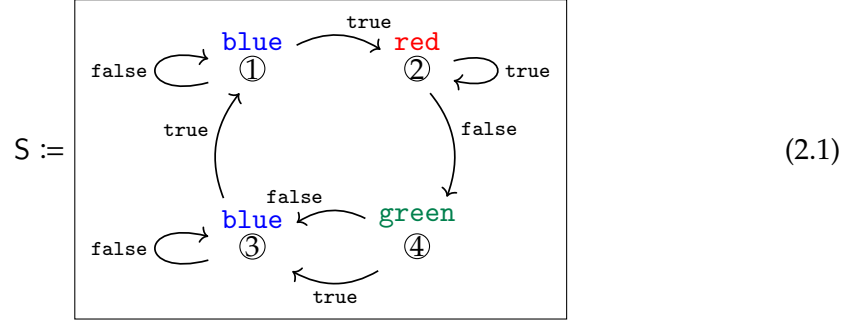 true
blue red
false ① ② true
true false
S := (2.1)
false
blue green
false ③ ④
true